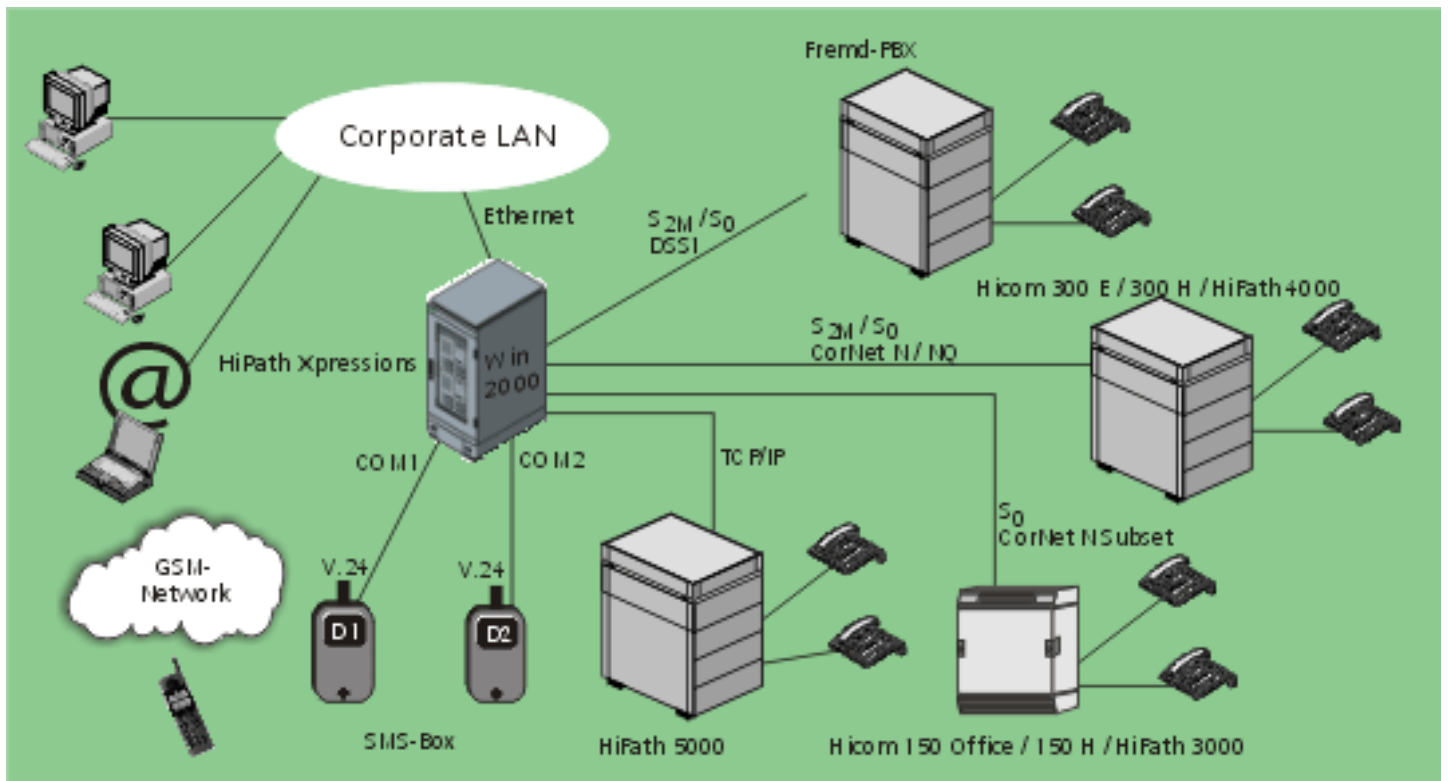 Fremd-PBX
Corporate LAN
Ethernet
S2M / S0
DSS1
Hicom 300 E / 300 H / HiPath 4000
S2M / S0
CorNet N / NQ
HiPath Xpressions
Win
2000
@
COM1
COM2
TCP/IP
S0
CorNet N Subset
GSM-
Network
V.24
V.24
D1
D2
SMS-Box
HiPath 5000
Hicom 150 Office / 150 H / HiPath 3000